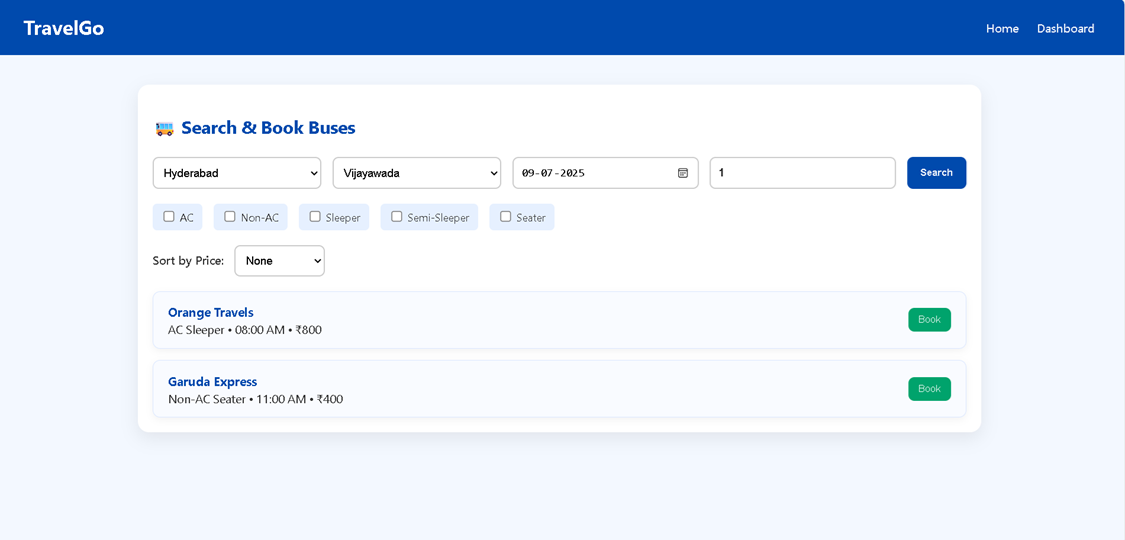 TravelGo
Home Dashboard
Search & Book Buses
Hyderabad Vijayawada 09-07-2025 1 Search
AC Non-AC Sleeper Semi-Sleeper Seater
Sort by Price: None
Orange Travels
AC Sleeper • 08:00 AM • ₹800
Book
Garuda Express
Non-AC Seater • 11:00 AM • ₹400
Book